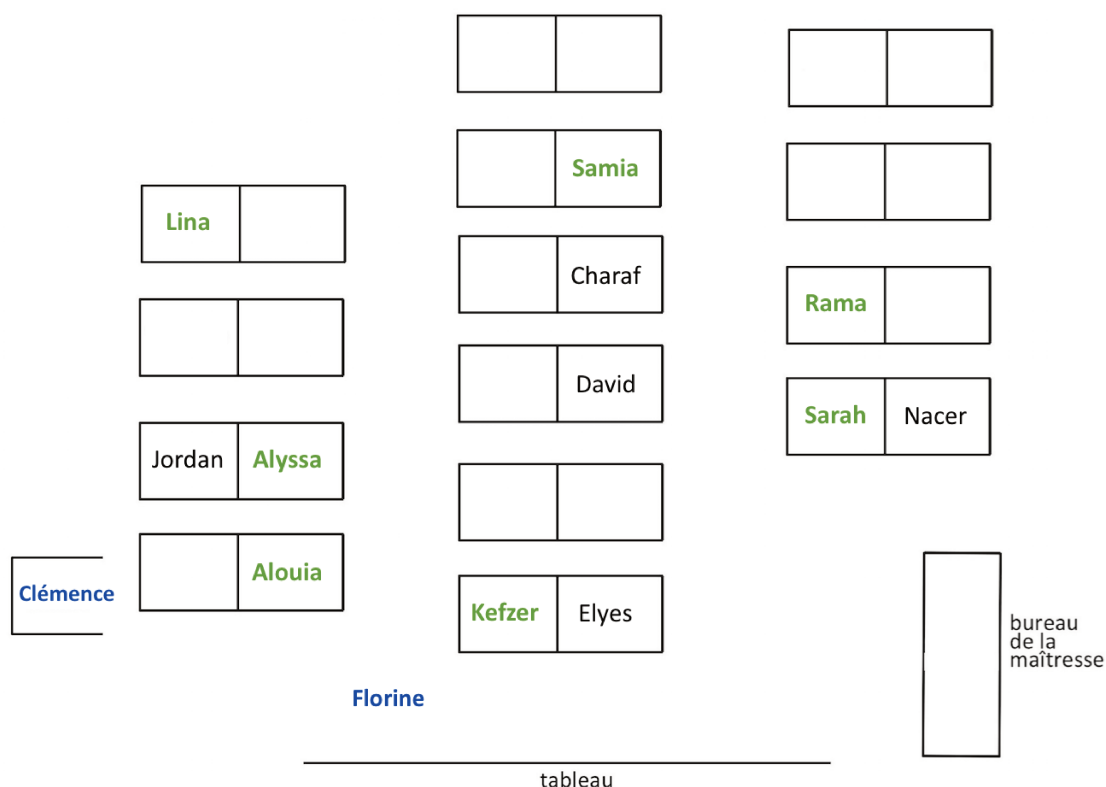 Samia
Lina
Charaf
Rama
David
Sarah Nacer
Jordan Alyssa
Alouia
Clémence
Kefzer Elyes
bureau
de la
maîtresse
Florine
tableau